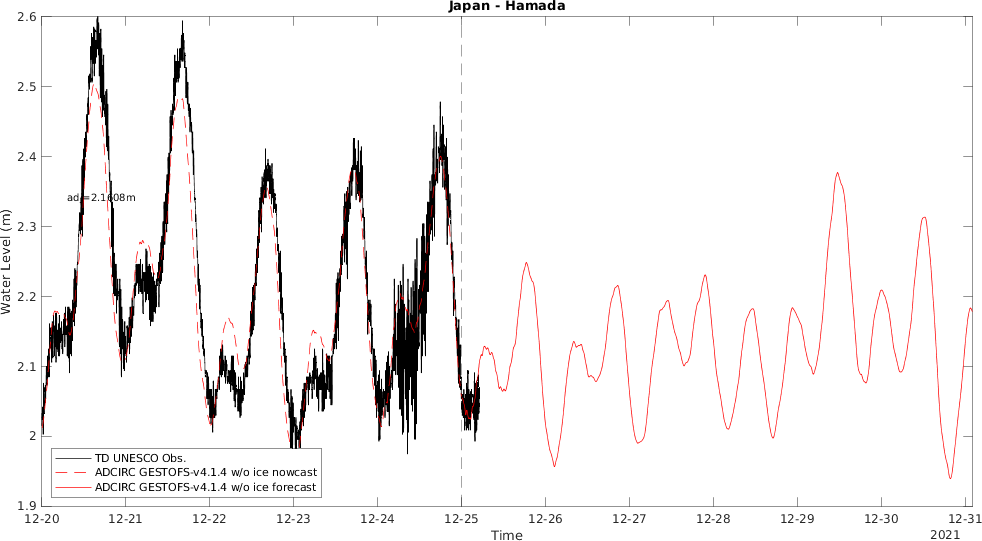 Japan - Hamada
2.6
2.5
2.4
2.3
2.2
2.1
2
1.9
Water Level (m)
adj=2.1608m
TD UNESCO Obs.
ADCIRC GESTOFS-v4.1.4 w/o ice nowcast
ADCIRC GESTOFS-v4.1.4 w/o ice forecast
12-20 12-21 12-22 12-23 12-24 12-25 12-26 12-27 12-28 12-29 12-30 12-31
Time
2021